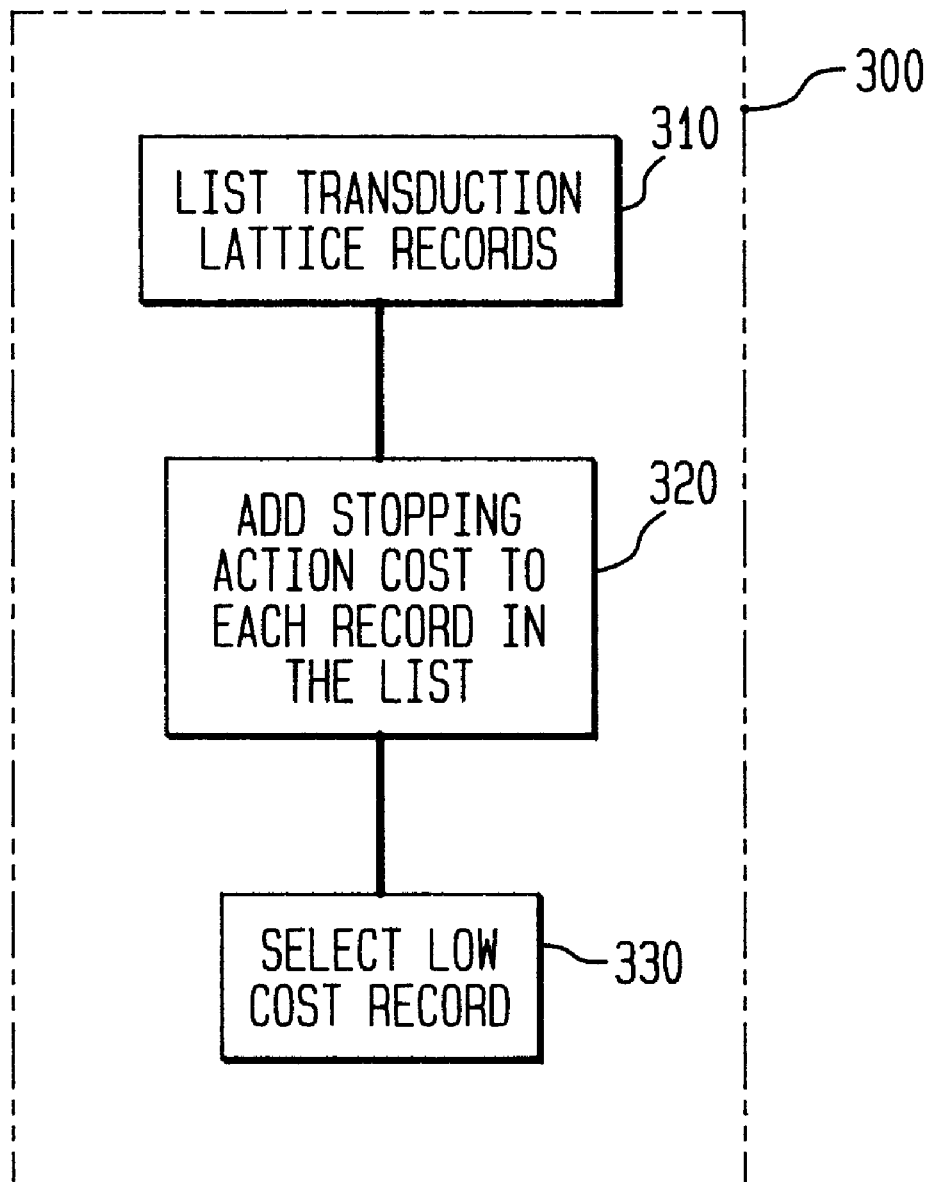 300
310
LIST TRANSDUCTION
LATTICE RECORDS
320
ADD STOPPING
ACTION COST TO
EACH RECORD IN
THE LIST
SELECT LOW
COST RECORD
330